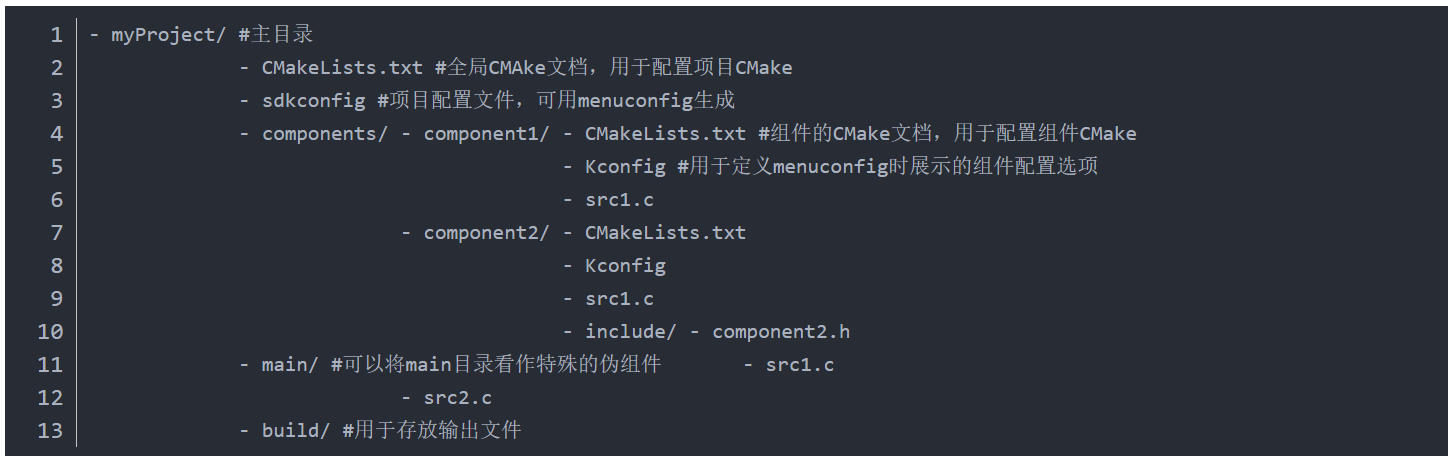 1 - myProject/ #主目录
2             - CMakeLists.txt #全局CMAke文档，用于配置项目CMake
3             - sdkconfig #项目配置文件，可用menuconfig生成
4             - components/ - component1/ - CMakeLists.txt #组件的CMake文档，用于配置组件CMake
5                                         - Kconfig #用于定义menuconfig时展示的组件配置选项
6                                         - src1.c
7                           - component2/ - CMakeLists.txt
8                                         - Kconfig
9                                         - src1.c
10                                         - include/ - component2.h
11             - main/ #可以将main目录看作特殊的伪组件       - src1.c
12                           - src2.c
13             - build/ #用于存放输出文件